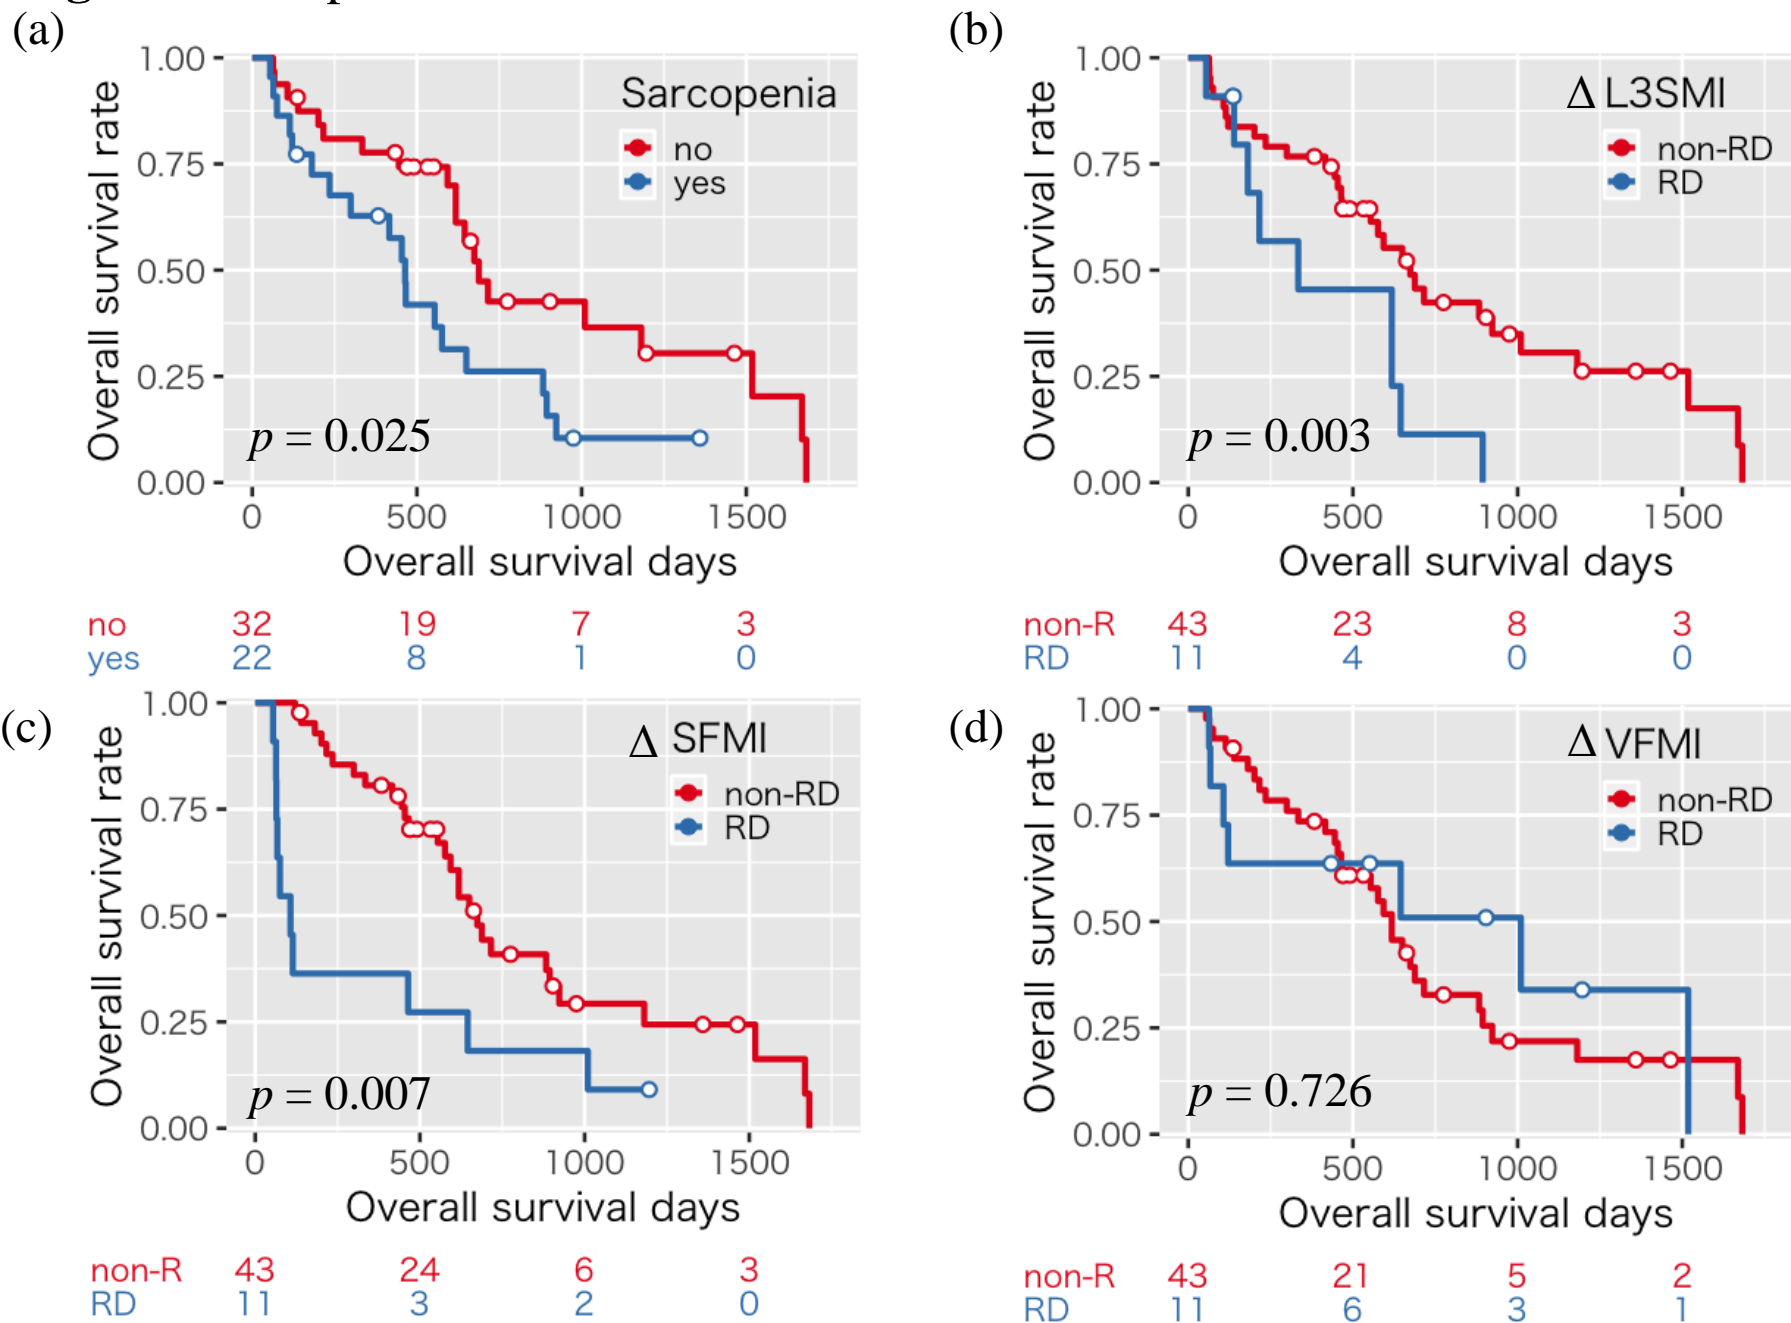 (a)
Overall survival rate
1.00
0.75
0.50
0.25
0.00
Sarcopenia
no
yes
p = 0.025
0 500 1000 1500
Overall survival days
no 32 19 7 3
yes 22 8 1 0
(b)
Overall survival rate
1.00
0.75
0.50
0.25
0.00
Δ L3SMI
non-RD
RD
p = 0.003
0 500 1000 1500
Overall survival days
non-R 43 23 8 3
RD 11 4 0 0
(c)
Overall survival rate
1.00
0.75
0.50
0.25
0.00
Δ SFMI
non-RD
RD
p = 0.007
0 500 1000 1500
Overall survival days
non-R 43 24 6 3
RD 11 3 2 0
(d)
Overall survival rate
1.00
0.75
0.50
0.25
0.00
Δ VFMI
non-RD
RD
p = 0.726
0 500 1000 1500
Overall survival days
non-R 43 21 5 2
RD 11 6 3 1